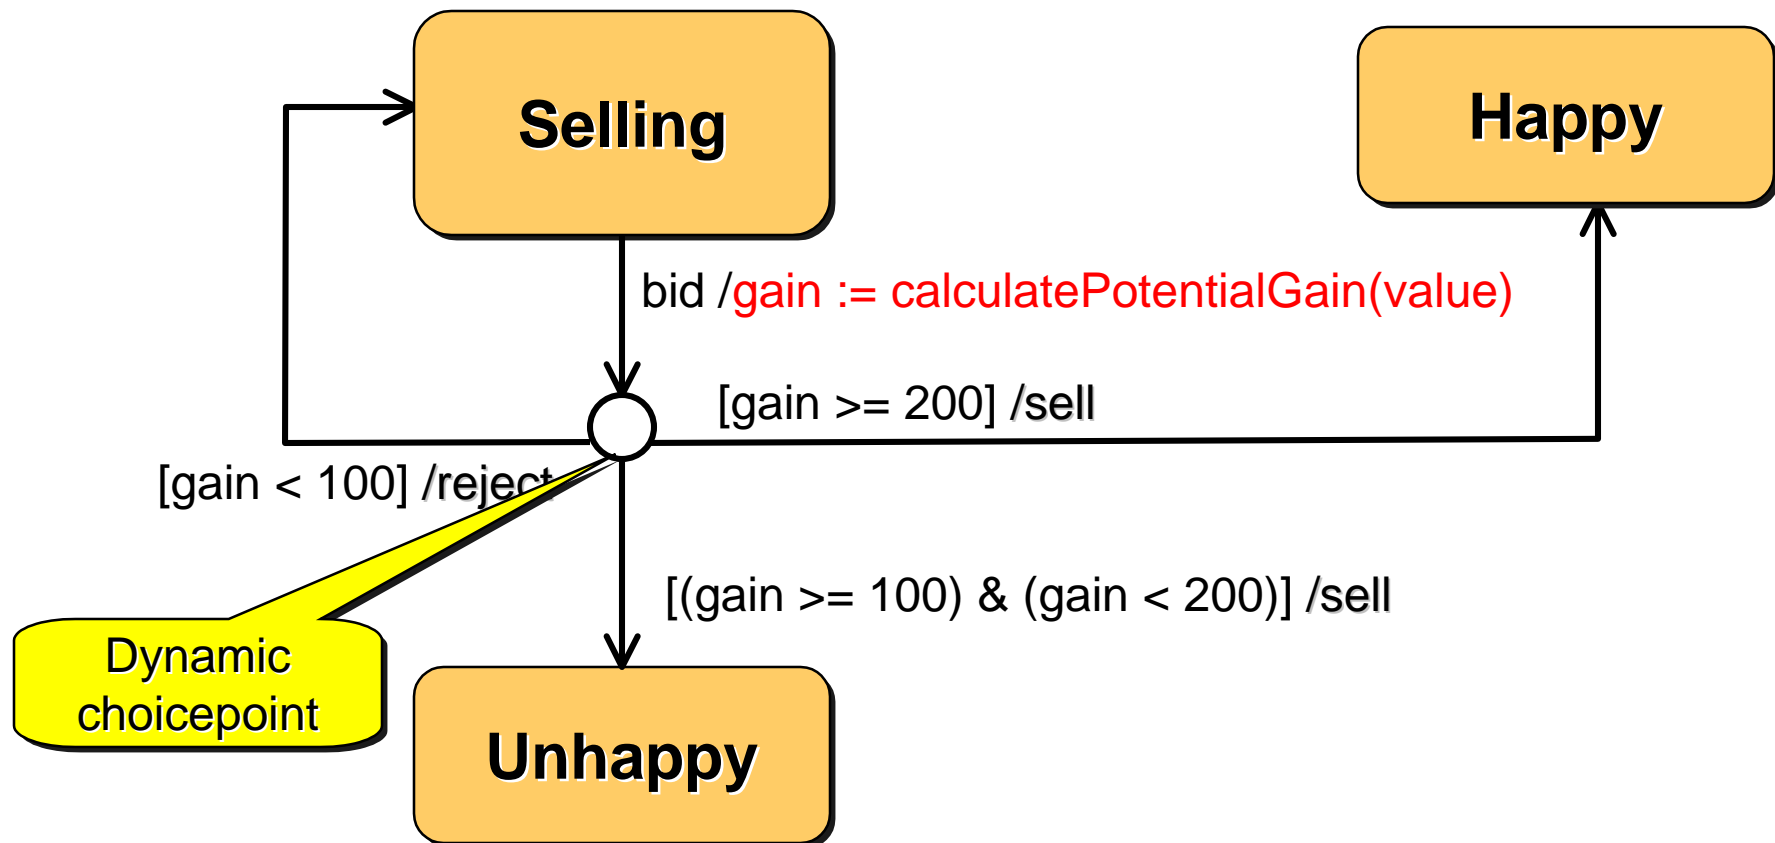 Selling
Happy
bid /gain := calculatePotentialGain(value)
[gain >= 200] /sell
[gain < 100] /reject
[(gain >= 100) & (gain < 200)] /sell
Dynamic
choicepoint
Unhappy